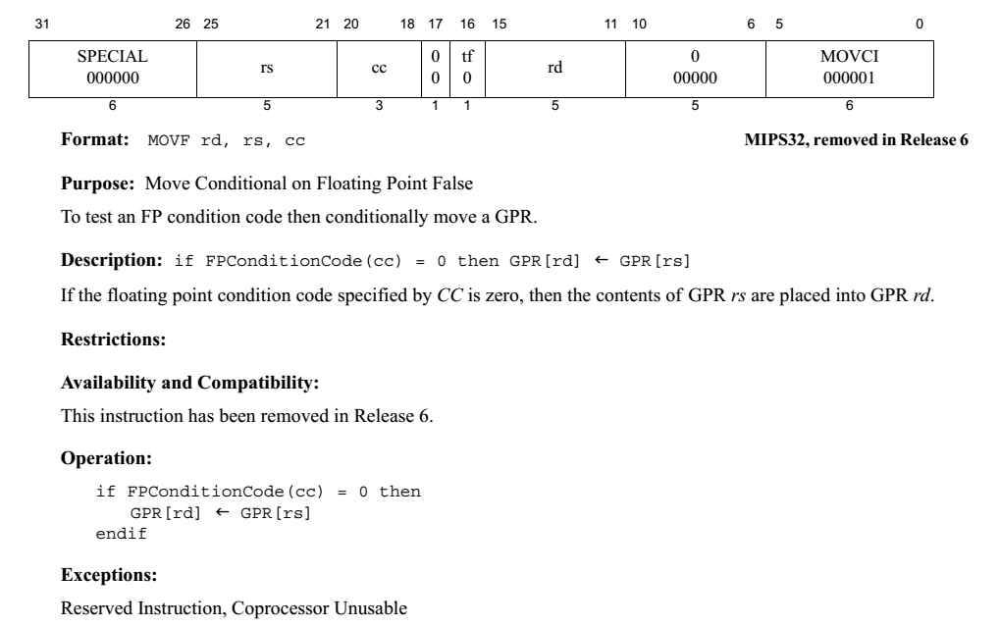 31 26 25 21 20 18 17 16 15 11 10 6 5 0
SPECIAL 0 tf 0 MOVCI
rs cc rd
000000 0 0 00000 000001
6 5 3 1 1 5 5 6
Format: MOVF rd, rs, cc MIPS32, removed in Release 6
Purpose: Move Conditional on Floating Point False
To test an FP condition code then conditionally move a GPR.
Description: if FPConditionCode(cc) = 0 then GPR[rd] ← GPR[rs]
If the floating point condition code specified by CC is zero, then the contents of GPR rs are placed into GPR rd.
Restrictions:
Availability and Compatibility:
This instruction has been removed in Release 6.
Operation:
if FPConditionCode(cc) = 0 then
GPR[rd] ← GPR[rs]
endif
Exceptions:
Reserved Instruction, Coprocessor Unusable